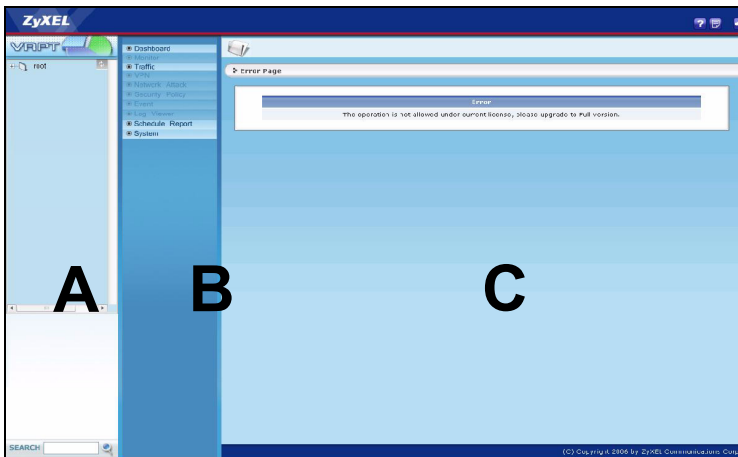 ZyXEL
VRPT
root
Dashboard
Monitor
Traffic
VPN
Network Attack
Security Policy
Event
Log Viewer
Schedule Report
System
Error Page
Error
The operation is not allowed under current license, please upgrade to Full version.
A
B
C
SEARCH
(C) Copyright 2006 by ZyXEL Communications Corp